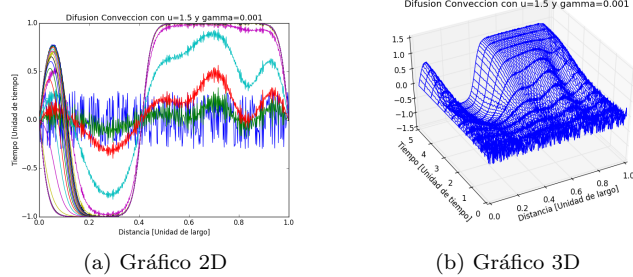 Difusion Conveccion con u=1.5 y gamma=0.001
1.0
0.5
0.0
−0.5
−1.0
0.0 0.2 0.4 0.6 0.8 1.0
Tiempo [Unidad de tiempo]
Distancia [Unidad de largo]
(a) Gráfico 2D
Difusion Conveccion con u=1.5 y gamma=0.001
1.5
1.0
0.5
0.0
−0.5
−1.0
−1.5
5 4 3 2 1 0
Tiempo [Unidad de tiempo]
0.0 0.2 0.4 0.6 0.8 1.0
Distancia [Unidad de largo]
(b) Gráfico 3D